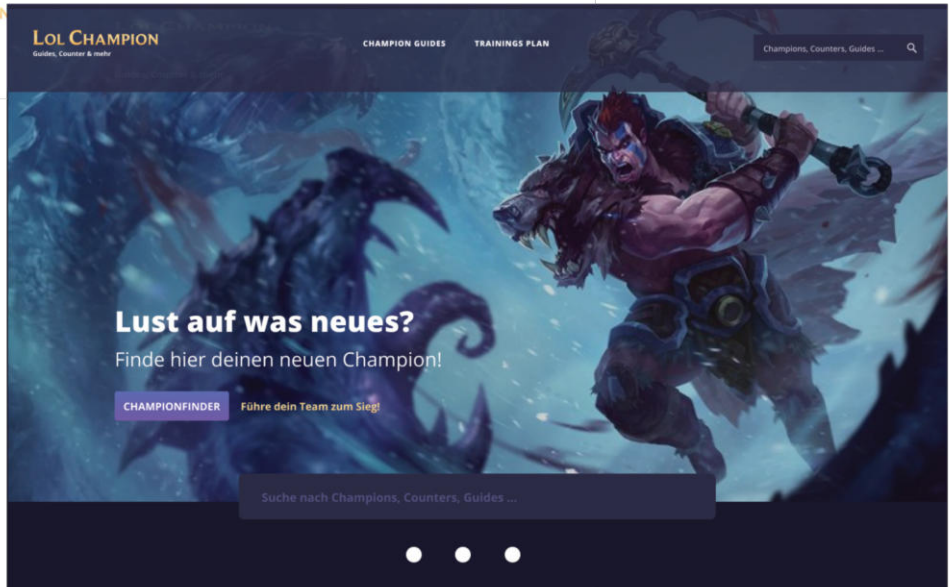 LOL CHAMPION
Guides, Counter & mehr
CHAMPION GUIDES
TRAININGS PLAN
Champions, Counters, Guides ...
Lust auf was neues?
Finde hier deinen neuen Champion!
CHAMPIONFINDER
Führe dein Team zum Sieg!
Suche nach Champions, Counters, Guides ...